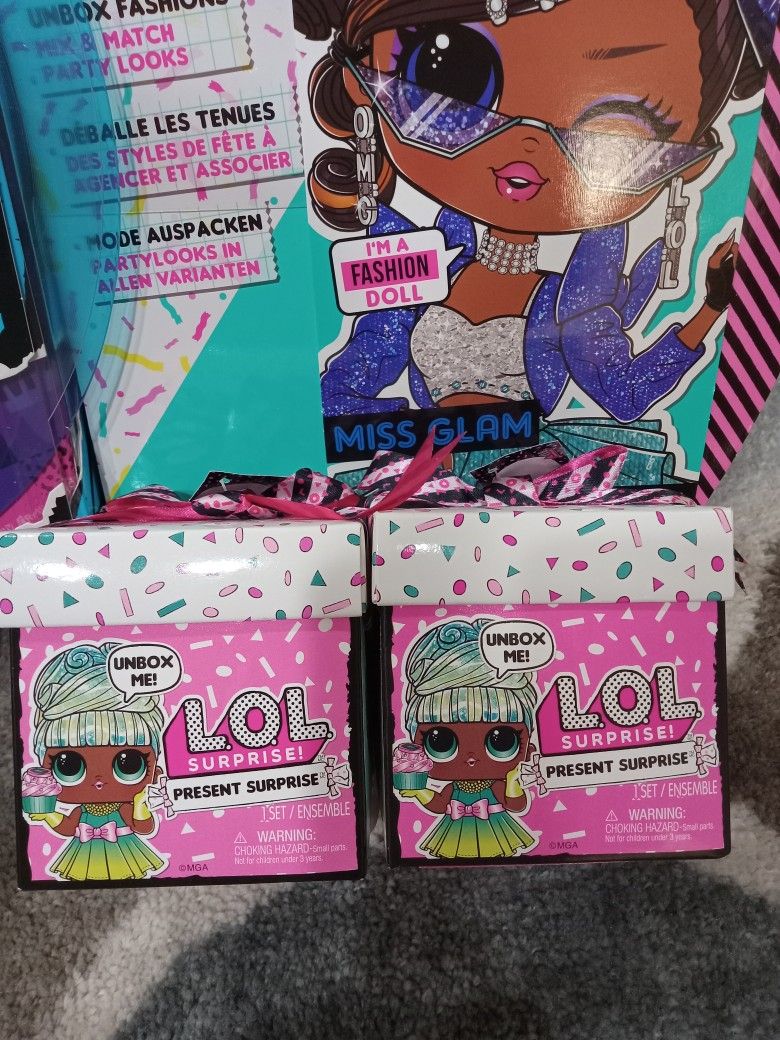 UNBOX FASHIONS
MIX & MATCH
PARTY LOOKS
DÉBALLE LES TENUES
DES STYLES DE FÊTE À
AGENCER ET ASSOCIER
MODE AUSPACKEN
PARTYLOOKS IN
ALLEN VARIANTEN
O.M.G
LOL
I'M A
FASHION
DOLL
MISS GLAM
UNBOX
ME!
L.O.L.
SURPRISE!
PRESENT SURPRISE
1 SET / ENSEMBLE
⚠ WARNING:
CHOKING HAZARD-Small parts.
Not for children under 3 years.
©MGA
UNBOX
ME!
L.O.L.
SURPRISE!
PRESENT SURPRISE
1 SET / ENSEMBLE
⚠ WARNING:
CHOKING HAZARD-Small parts.
Not for children under 3 years.
©MGA